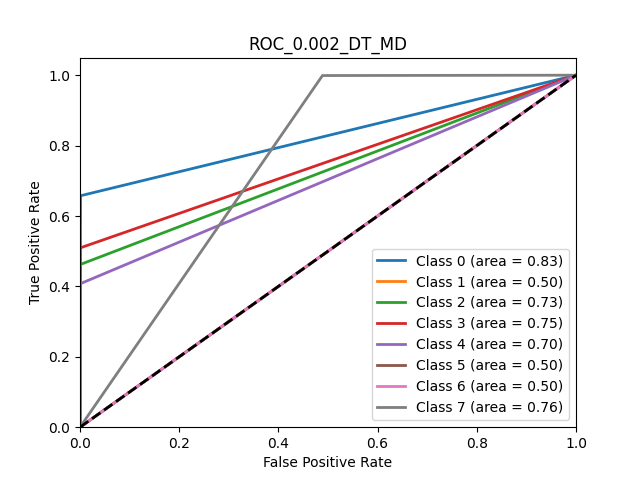 ROC_0.002_DT_MD
True Positive Rate
1.0
0.8
0.6
0.4
0.2
0.0
Class 0 (area = 0.83)
Class 1 (area = 0.50)
Class 2 (area = 0.73)
Class 3 (area = 0.75)
Class 4 (area = 0.70)
Class 5 (area = 0.50)
Class 6 (area = 0.50)
Class 7 (area = 0.76)
0.0 0.2 0.4 0.6 0.8 1.0
False Positive Rate